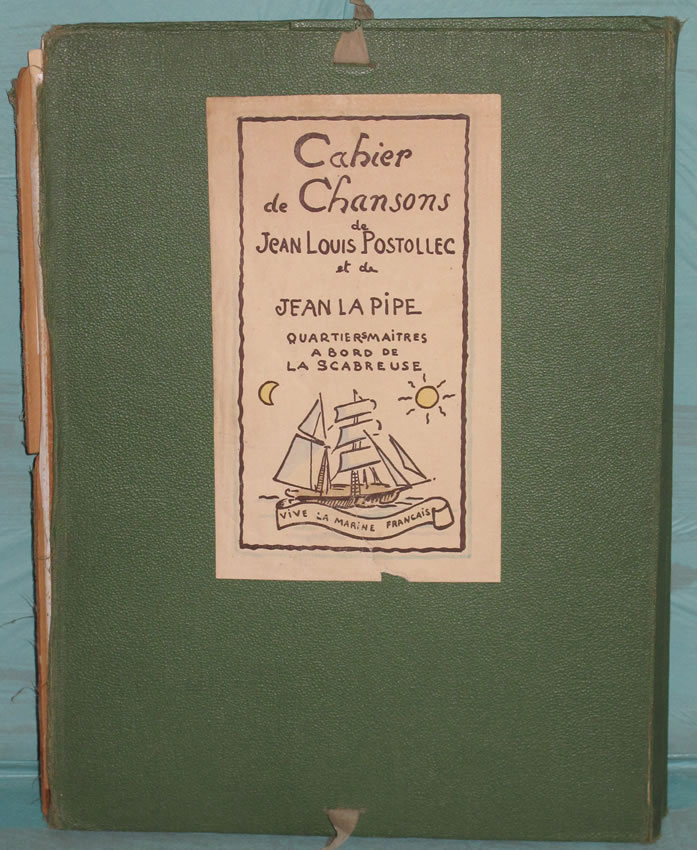 Cahier
de Chansons
de
JEAN LOUIS POSTOLLEC
et de
JEAN LA PIPE
QUARTIERSMAITRES
A BORD DE
LA SCABREUSE
VIVE LA MARINE FRANCAIS